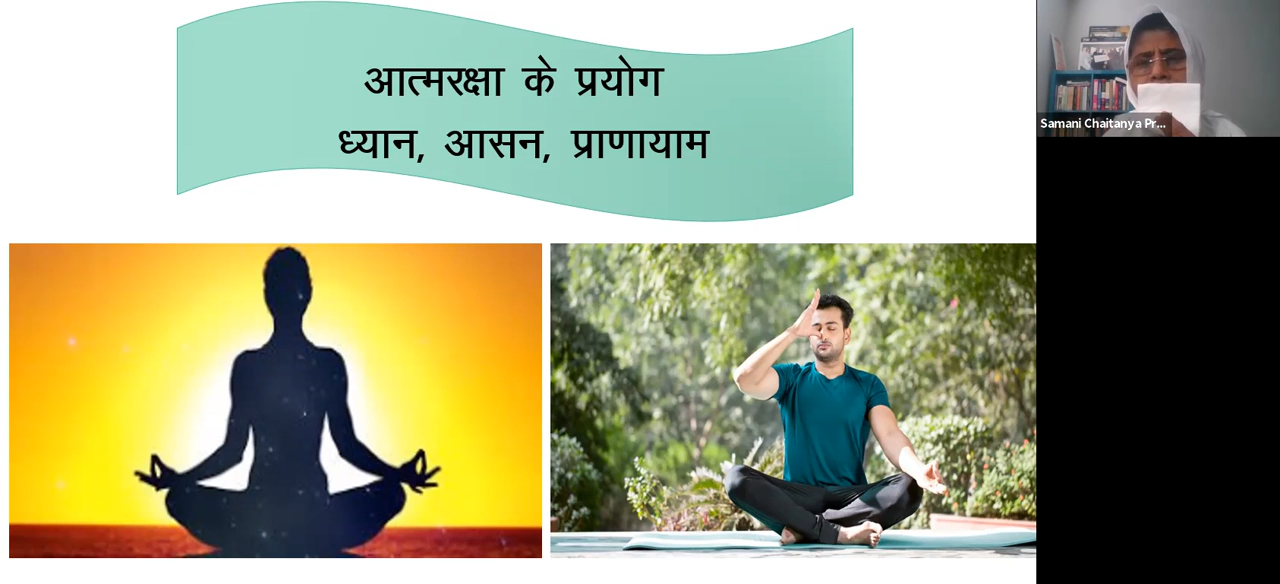 आत्मरक्षा के प्रयोग
ध्यान, आसन, प्राणायाम
Samani Chaitanya Pr...